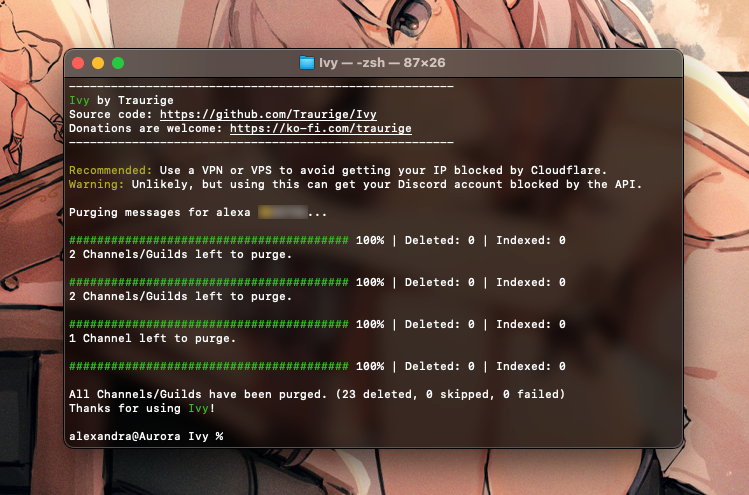 Ivy — -zsh — 87×26
Ivy by Traurige
Source code: https://github.com/Traurige/Ivy
Donations are welcome: https://ko-fi.com/traurige
Recommended: Use a VPN or VPS to avoid getting your IP blocked by Cloudflare.
Warning: Unlikely, but using this can get your Discord account blocked by the API.
Purging messages for alexa ...
######################################## 100% | Deleted: 0 | Indexed: 0
2 Channels/Guilds left to purge.
######################################## 100% | Deleted: 0 | Indexed: 0
2 Channels/Guilds left to purge.
######################################## 100% | Deleted: 0 | Indexed: 0
1 Channel left to purge.
######################################## 100% | Deleted: 0 | Indexed: 0
All Channels/Guilds have been purged. (23 deleted, 0 skipped, 0 failed)
Thanks for using Ivy!
alexandra@Aurora Ivy %